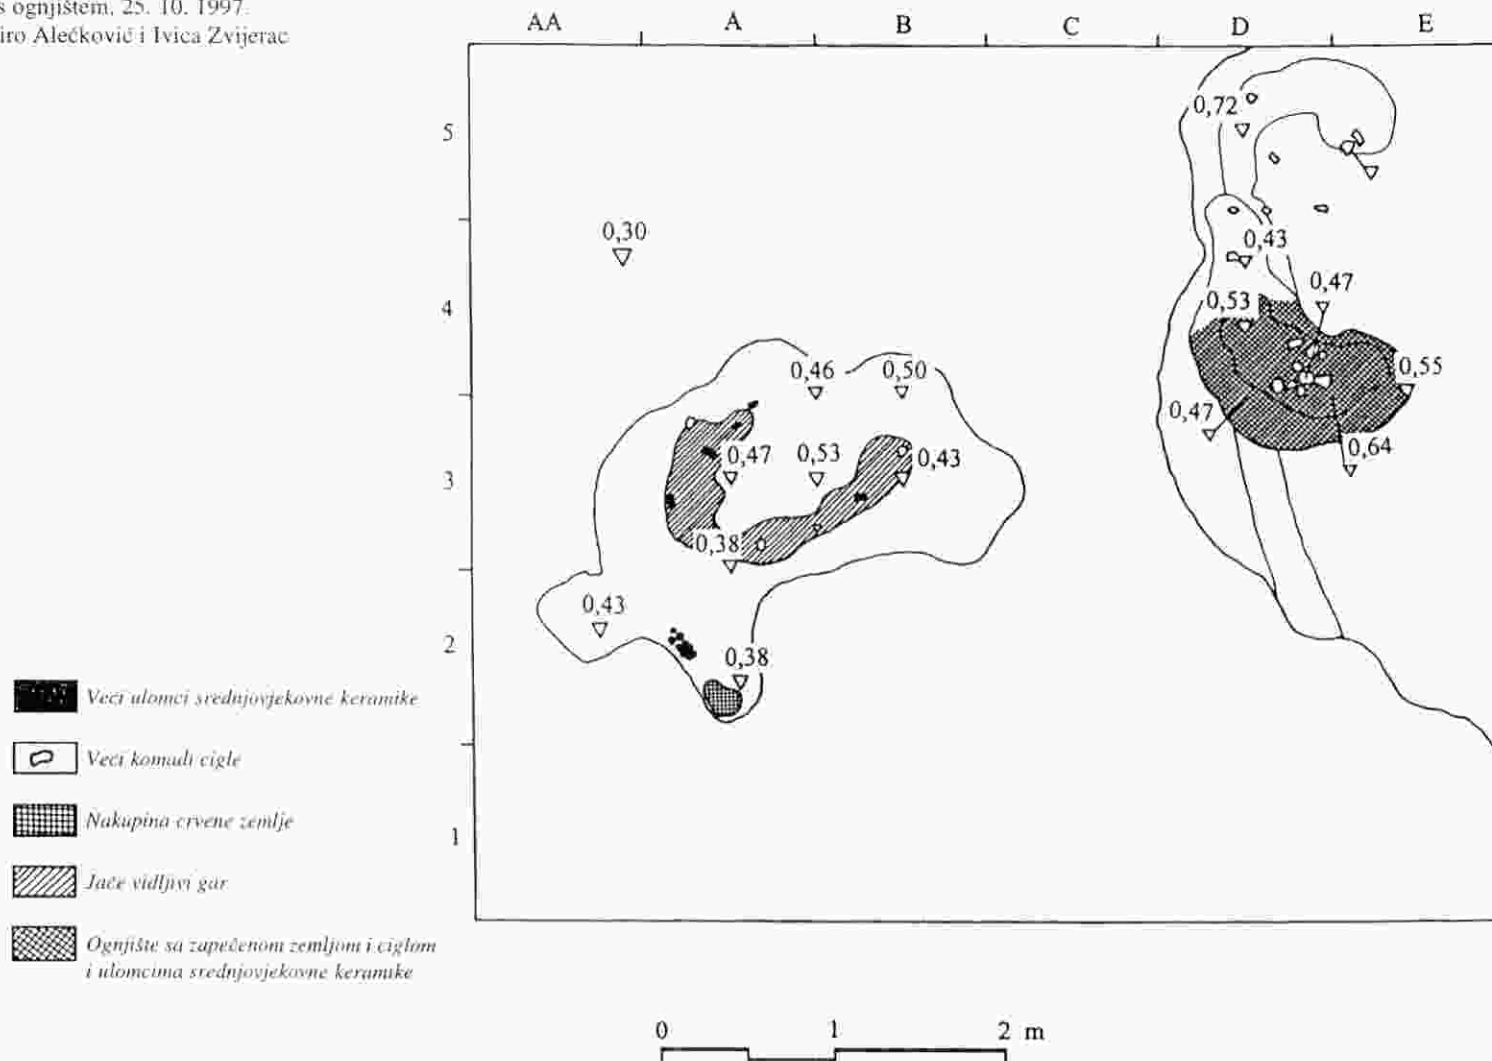 s ognjištem, 25. 10. 1997.
iro Alečković i Ivica Zvijerac
AA A B C D E
5
4
3
2
1
0,72
0,30
0,43
0,47
0,53
0,46
0,50
0,55
0,47
0,47
0,53
0,43
0,64
0,38
0,43
0,38
Veći ulomci srednjovjekovne keramike
Veći komadi cigle
Nakupina crvene zemlje
Jače vidljivi gar
Ognjište sa zapečenom zemljom i ciglom
i ulomcima srednjovjekovne keramike
0 1 2 m